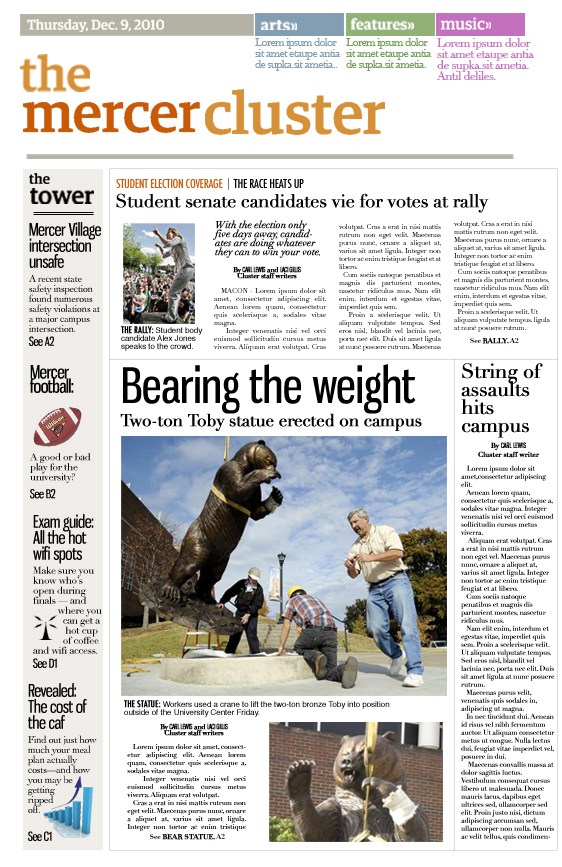 Thursday, Dec. 9, 2010
arts»
Lorem ipsum dolor
sit amet etaupe antia
de supka.sit ametia..
features»
Lorem ipsum dolor
sit amet etaupe antia
de supka.sit ametia.
music»
Lorem ipsum dolor
sit amet etaupe antia
de supka.sit ametia.
Antil deliles.
the
mercer cluster
the
tower
Mercer Village
intersection
unsafe
A recent state
safety inspection
found numerous
safety violations at
a major campus
intersection.
See A2
Mercer
football:
A good or bad
play for the
university?
See B2
Exam guide:
All the hot
wifi spots
Make sure you
know who's
open during
finals — and
where you
can get a
hot cup
of coffee
and wifi access.
See D1
Revealed:
The cost of
the caf
Find out just how
much your meal
plan actually
costs—and how
you may be
getting
ripped
off.
See C1
STUDENT ELECTION COVERAGE | THE RACE HEATS UP
Student senate candidates vie for votes at rally
THE RALLY: Student body
candidate Alex Jones
speaks to the crowd.
With the election only
five days away, candid-
ates are doing whatever
they can to win your vote.
By CARL LEWIS and LACI GILLIS
Cluster staff writers
MACON - Lorem ipsum dolor sit
amet, consectetur adipiscing elit.
Aenean lorem quam, consectetur
quis scelerisque a, sodales vitae
magna.
Integer venenatis nisi vel orci
euismod sollicitudin cursus metus
viverra. Aliquam erat volutpat. Cras
volutpat. Cras a erat in nisi mattis
rutrum non eget velit. Maecenas
purus nunc, ornare a aliquet at,
varius sit amet ligula. Integer non
tortor ac enim tristique feugiat et at
libero.
Cum sociis natoque penatibus et
magnis dis parturient montes,
nascetur ridiculus mus. Nam elit
enim, interdum et egestas vitae,
imperdiet quis sem.
Proin a scelerisque velit. Ut
aliquam vulputate tempus. Sed
eros nisl, blandit vel lacinia nec,
porta nec elit. Duis sit amet ligula
at nunc posuere rutrum. Maecenas
volutpat. Cras a erat in nisi
mattis rutrum non eget velit.
Maecenas purus nunc, ornare
a aliquet at, varius sit amet ligula.
Integer non tortor ac enim
tristique feugiat et at libero.
Cum sociis natoque penatibus
et magnis dis parturient montes,
nascetur ridiculus mus. Nam elit
enim, interdum et egestas vitae,
imperdiet quis sem.
Proin a scelerisque velit. Ut
aliquam vulputate tempus. ligula
at nunc posuere rutrum.
See RALLY, A2
Bearing the weight
Two-ton Toby statue erected on campus
THE STATUE: Workers used a crane to lift the two-ton bronze Toby into position
outside of the University Center Friday.
By CARL LEWIS and LACI GILLIS
Cluster staff writers
Lorem ipsum dolor sit amet, consect-
etur adipiscing elit. Aenean lorem
quam, consectetur quis scelerisque a,
sodales vitae magna.
Integer venenatis nisi vel orci
euismod sollicitudin cursus metus
viverra. Aliquam erat volutpat.
Cras a erat in nisi mattis rutrum non
eget velit. Maecenas purus nunc, ornare
a aliquet at, varius sit amet ligula.
Integer non tortor ac enim tristique
See BEAR STATUE, A2
String of
assaults
hits
campus
By CARL LEWIS
Cluster staff writer
Lorem ipsum dolor sit
amet,consectetur adipiscing
elit.
Aenean lorem quam,
consectetur quis scelerisque a,
sodales vitae magna. Integer
venenatis nisi vel orci euismod
sollicitudin cursus metus
viverra.
Aliquam erat volutpat. Cras
a erat in nisi mattis rutrum
non eget velit. Maecenas purus
nunc, ornare a aliquet at,
varius sit amet ligula. Integer
non tortor ac enim tristique
feugiat et at libero.
Cum sociis natoque
penatibus et magnis dis
parturient montes, nascetur
ridiculus mus.
Nam elit enim, interdum et
egestas vitae, imperdiet quis
sem. Proin a scelerisque velit.
Ut aliquam vulputate tempus.
Sed eros nisl, blandit vel
lacinia nec, porta nec elit. Duis
sit amet ligula at nunc posuere
rutrum.
Maecenas purus velit,
venenatis quis sodales in,
adipiscing ut magna.
In nec tincidunt dui. Aenean
id risus vel nibh fermentum
auctor. Ut aliquam consectetur
metus ut congue. Nulla lectus
dui, feugiat vitae imperdiet vel,
posuere in dui.
Maecenas convallis massa at
dolor sagittis luctus.
Vestibulum consequat cursus
libero ut malesuada. Donec
mauris lacus, dapibus eget
ultrices sed, ullamcorper sed
elit. Proin justo nisi, dictum
adipiscing accumsan sed,
ullamcorper non nulla. Mauris
ac velit tellus, quis condimen-